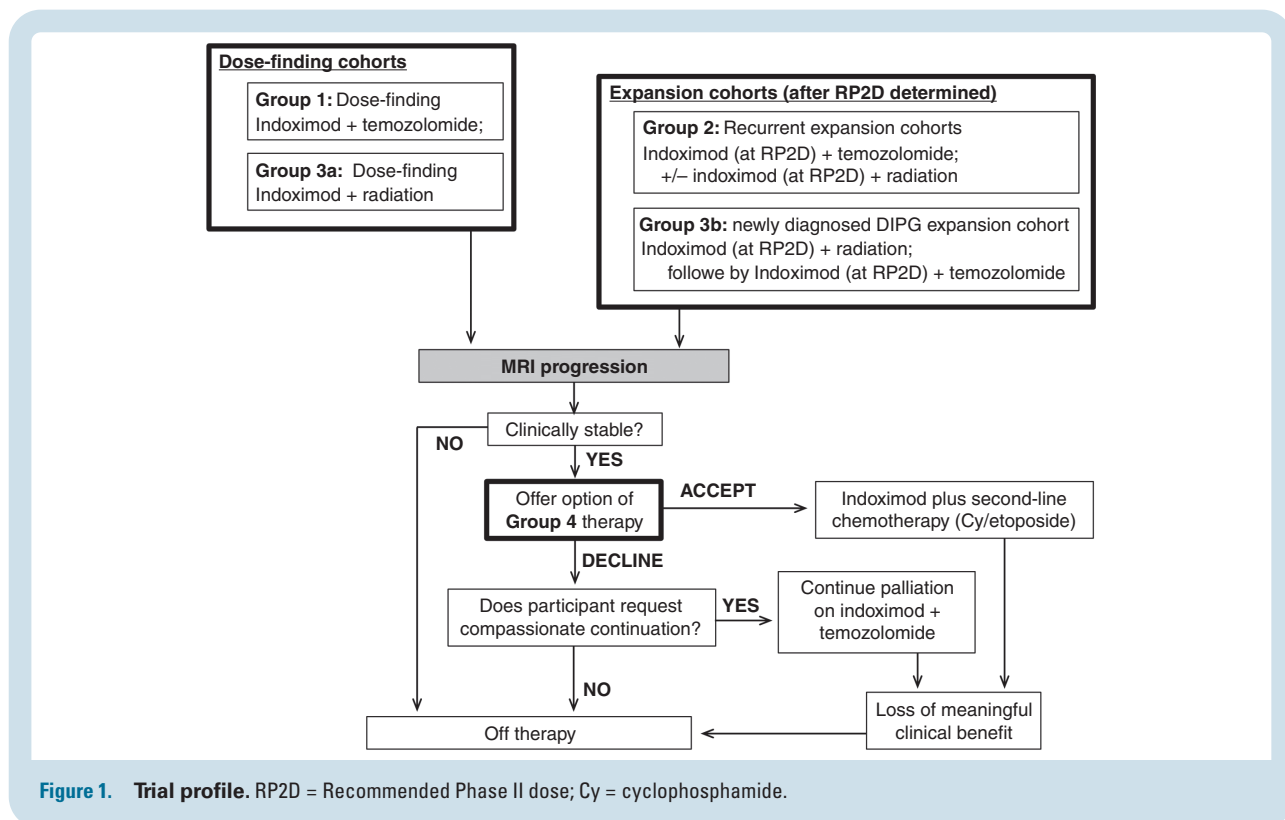 Dose-finding cohorts
Group 1: Dose-finding
Indoximod + temozolomide;
Group 3a: Dose-finding
Indoximod + radiation
Expansion cohorts (after RP2D determined)
Group 2: Recurrent expansion cohorts
Indoximod (at RP2D) + temozolomide;
+/– indoximod (at RP2D) + radiation
Group 3b: newly diagnosed DIPG expansion cohort
Indoximod (at RP2D) + radiation;
followe by Indoximod (at RP2D) + temozolomide
MRI progression
Clinically stable?
NO
YES
Offer option of
Group 4 therapy
ACCEPT
Indoximod plus second-line
chemotherapy (Cy/etoposide)
DECLINE
Does participant request
compassionate continuation?
YES
Continue palliation
on indoximod +
temozolomide
NO
Loss of meaningful
clinical benefit
Off therapy
Figure 1. Trial profile. RP2D = Recommended Phase II dose; Cy = cyclophosphamide.